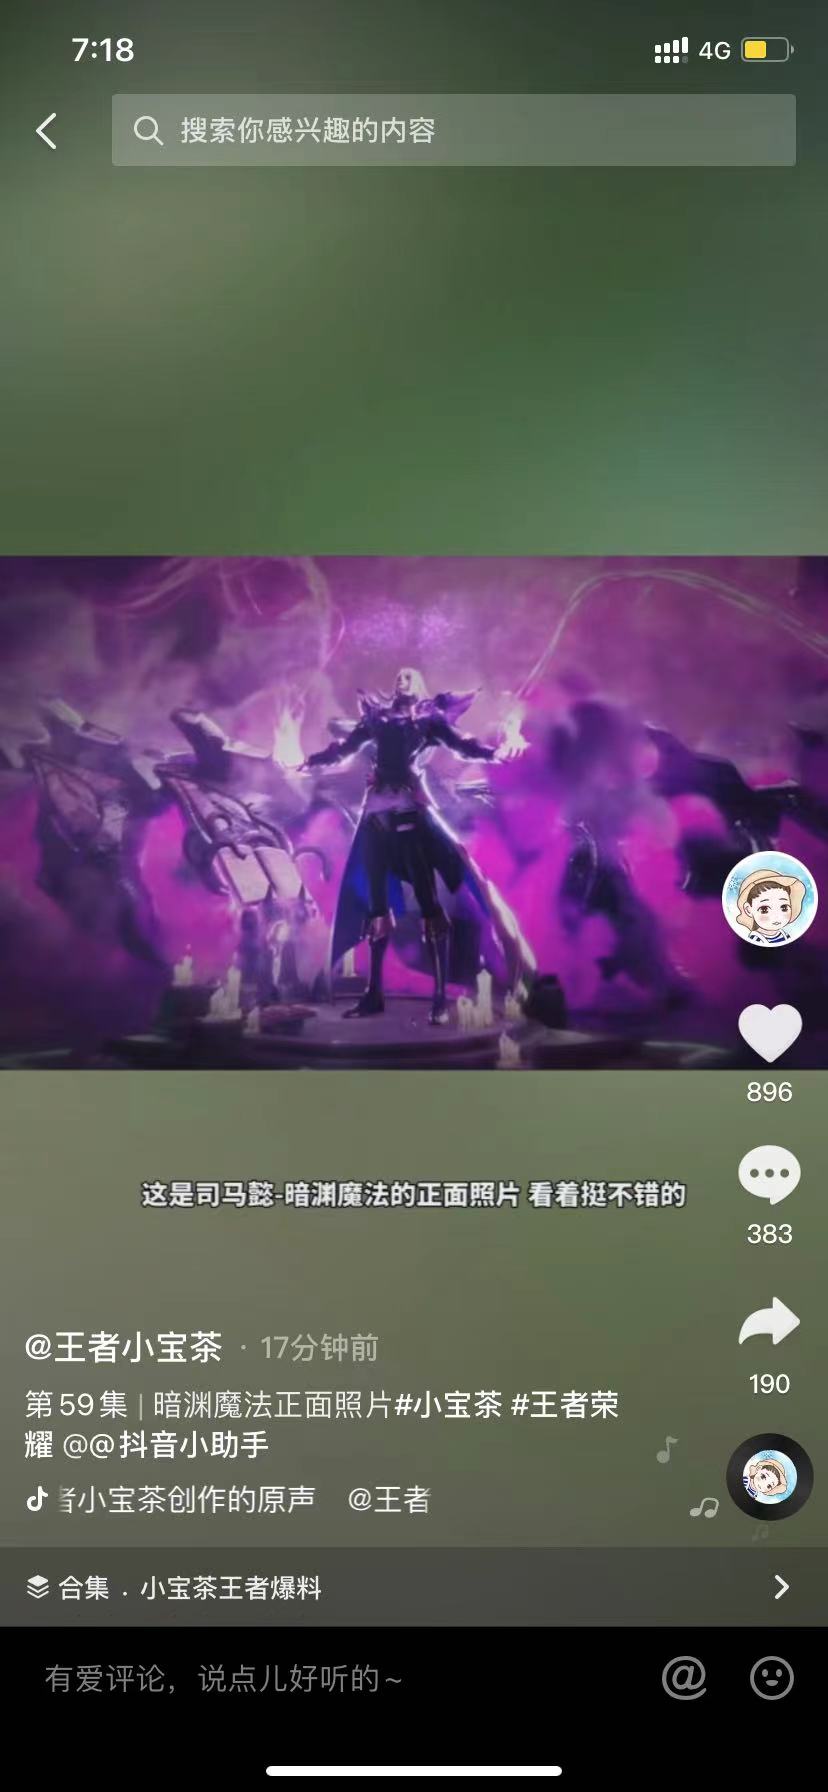 7:18
4G
搜索你感兴趣的内容
896
这是司马懿-暗渊魔法的正面照片 看着挺不错的
383
@王者小宝茶 · 17分钟前
190
第59集 | 暗渊魔法正面照片#小宝茶 #王者荣
耀 @@抖音小助手
小宝茶创作的原声 @王者
合集 . 小宝茶王者爆料
有爱评论，说点儿好听的~